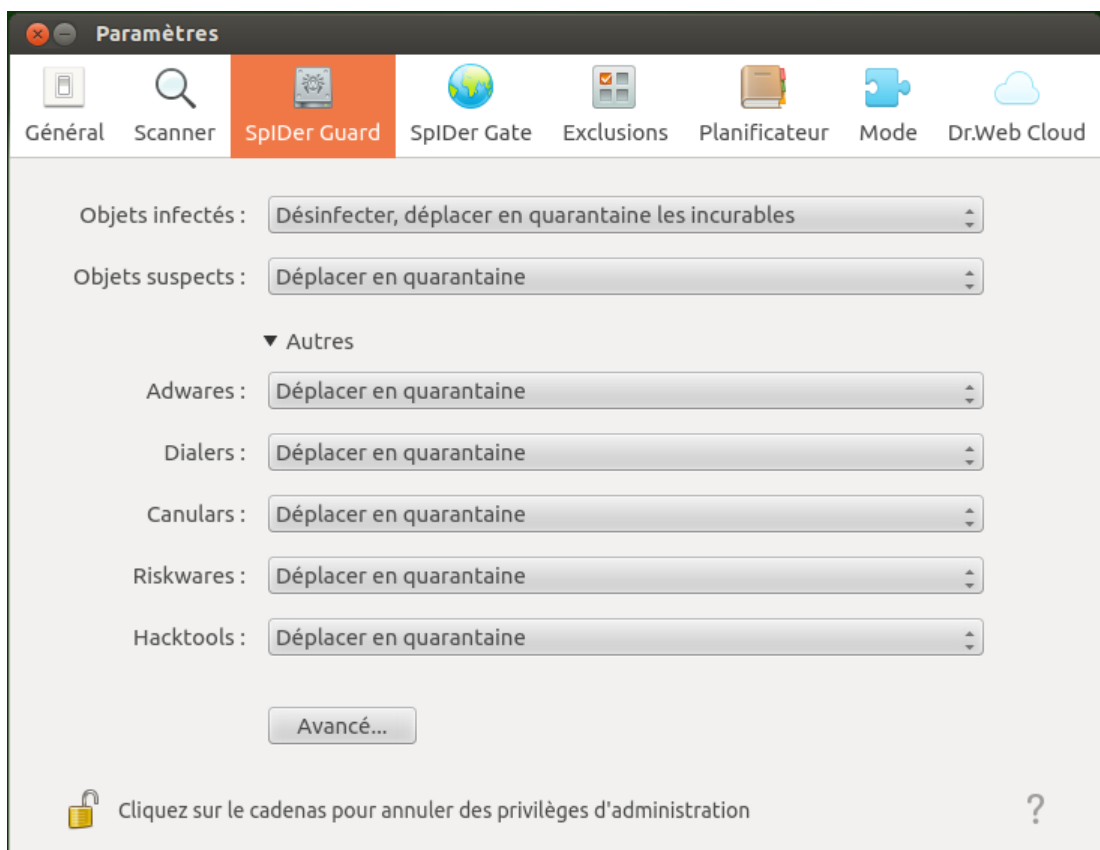 Paramètres
Général Scanner SpIDer Guard SpIDer Gate Exclusions Planificateur Mode Dr.Web Cloud
Objets infectés : Désinfecter, déplacer en quarantaine les incurables
Objets suspects : Déplacer en quarantaine
Autres
Adwares : Déplacer en quarantaine
Dialers : Déplacer en quarantaine
Canulars : Déplacer en quarantaine
Riskwares : Déplacer en quarantaine
Hacktools : Déplacer en quarantaine
Avancé...
Cliquez sur le cadenas pour annuler des privilèges d'administration ?